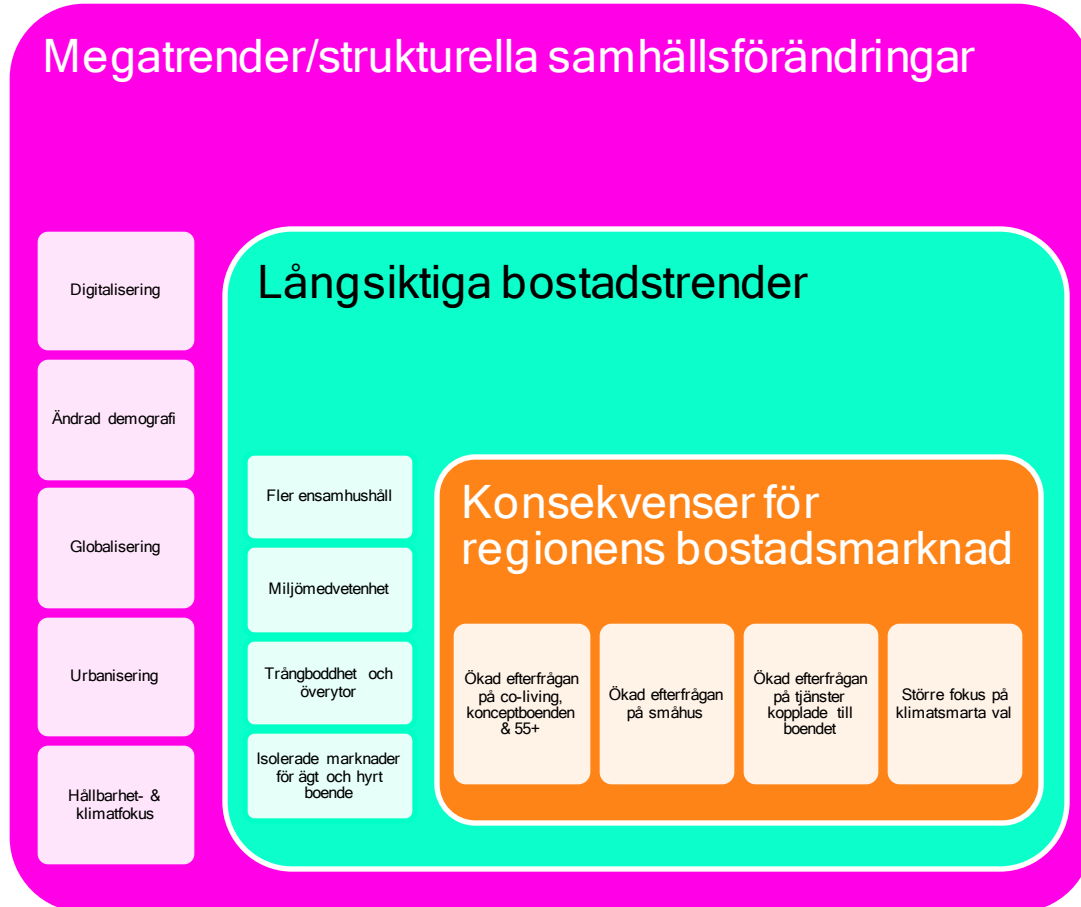 Megatrender/strukturella samhällsförändringar
Digitalisering
Ändrad demografi
Globalisering
Urbanisering
Hållbarhet- &
klimatfokus
Långsiktiga bostadstrender
Fler ensamhushåll
Miljömedvetenhet
Trångboddhet och
överytor
Isolerade marknader
för ägt och hyrt
boende
Konsekvenser för
regionens bostadsmarknad
Ökad efterfrågan
på co-living,
konceptboenden
& 55+
Ökad efterfrågan
på småhus
Ökad efterfrågan
på tjänster
kopplade till
boendet
Större fokus på
klimatsmarta val